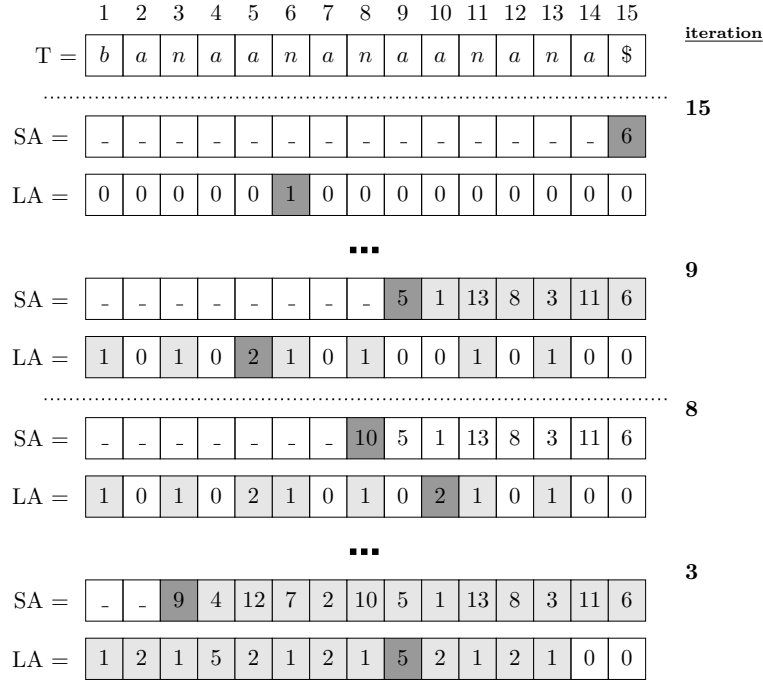 1 2 3 4 5 6 7 8 9 10 11 12 13 14 15
iteration
T = b a n a a n a n a a n a n a $
15
SA = _ _ _ _ _ _ _ _ _ _ _ _ _ _ 6
LA = 0 0 0 0 0 1 0 0 0 0 0 0 0 0 0
...
9
SA = _ _ _ _ _ _ _ _ 5 1 13 8 3 11 6
LA = 1 0 1 0 2 1 0 1 0 0 1 0 1 0 0
8
SA = _ _ _ _ _ _ _ 10 5 1 13 8 3 11 6
LA = 1 0 1 0 2 1 0 1 0 2 1 0 1 0 0
...
3
SA = _ _ 9 4 12 7 2 10 5 1 13 8 3 11 6
LA = 1 2 1 5 2 1 2 1 5 2 1 2 1 0 0